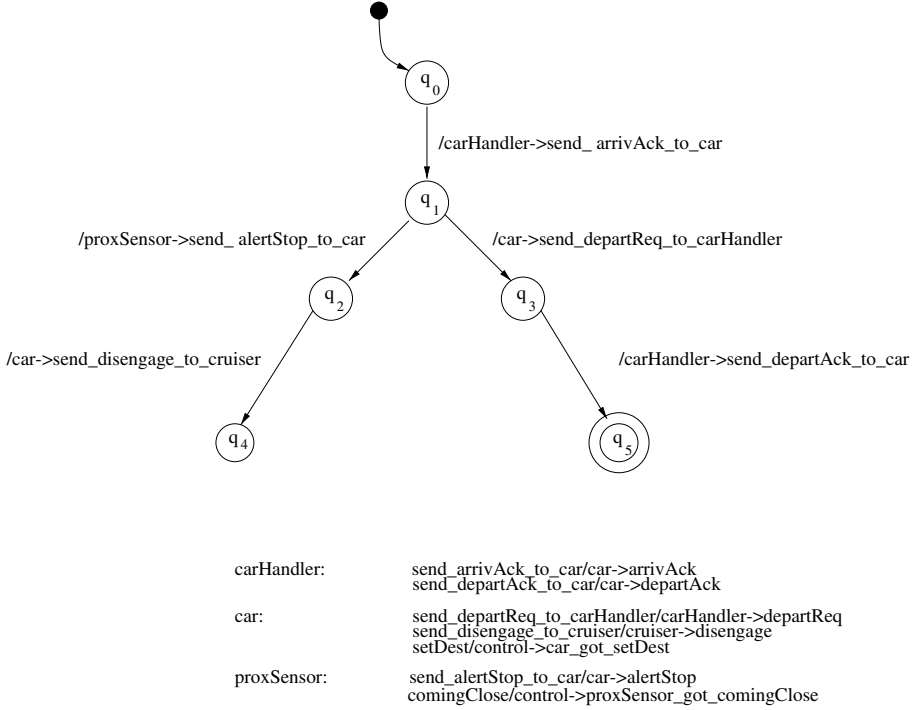 q0
/carHandler->send_ arrivAck_to_car
q1
/proxSensor->send_ alertStop_to_car
/car->send_departReq_to_carHandler
q2
q3
/car->send_disengage_to_cruiser
/carHandler->send_departAck_to_car
q4
q5
carHandler: send_arrivAck_to_car/car->arrivAck
send_departAck_to_car/car->departAck
car: send_departReq_to_carHandler/carHandler->departReq
send_disengage_to_cruiser/cruiser->disengage
setDest/control->car_got_setDest
proxSensor: send_alertStop_to_car/car->alertStop
comingClose/control->proxSensor_got_comingClose